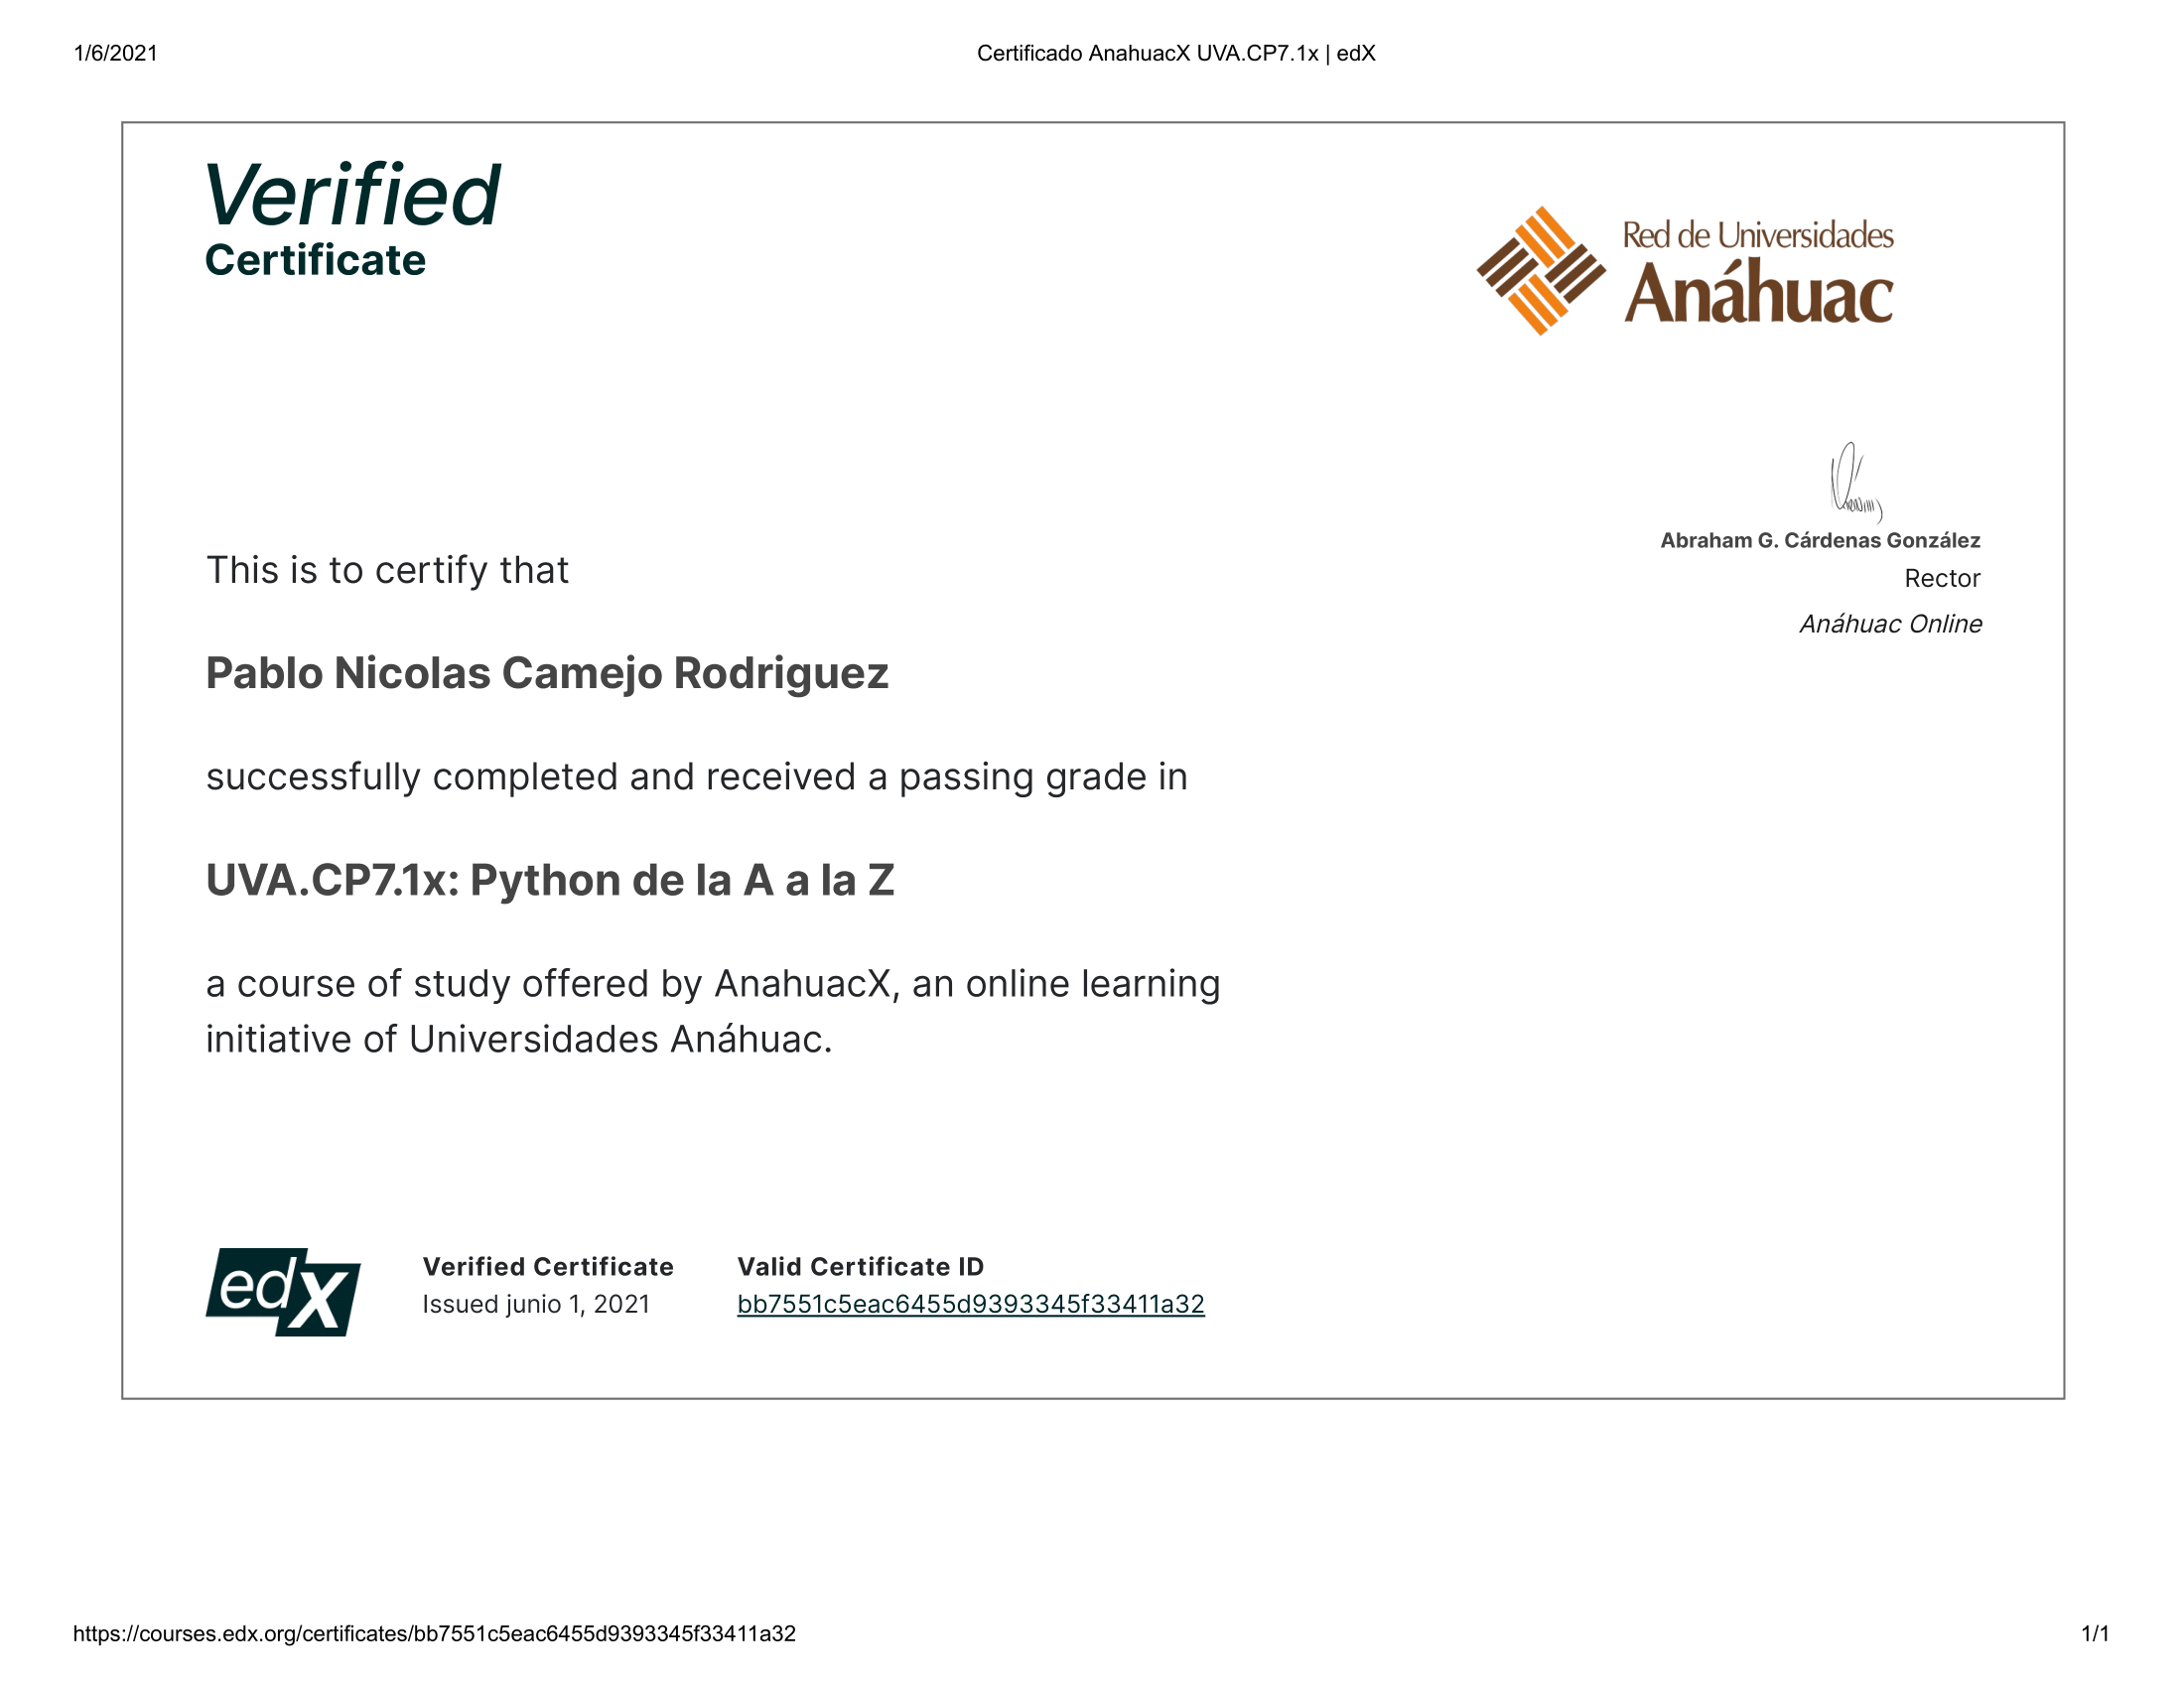 1/6/2021
Certificado AnahuacX UVA.CP7.1x | edX
Verified
Certificate
Red de Universidades
Anáhuac
Abraham G. Cárdenas González
Rector
Anáhuac Online
This is to certify that
Pablo Nicolas Camejo Rodriguez
successfully completed and received a passing grade in
UVA.CP7.1x: Python de la A a la Z
a course of study offered by AnahuacX, an online learning
initiative of Universidades Anáhuac.
edX
Verified Certificate
Issued junio 1, 2021
Valid Certificate ID
bb7551c5eac6455d9393345f33411a32
https://courses.edx.org/certificates/bb7551c5eac6455d9393345f33411a32
1/1